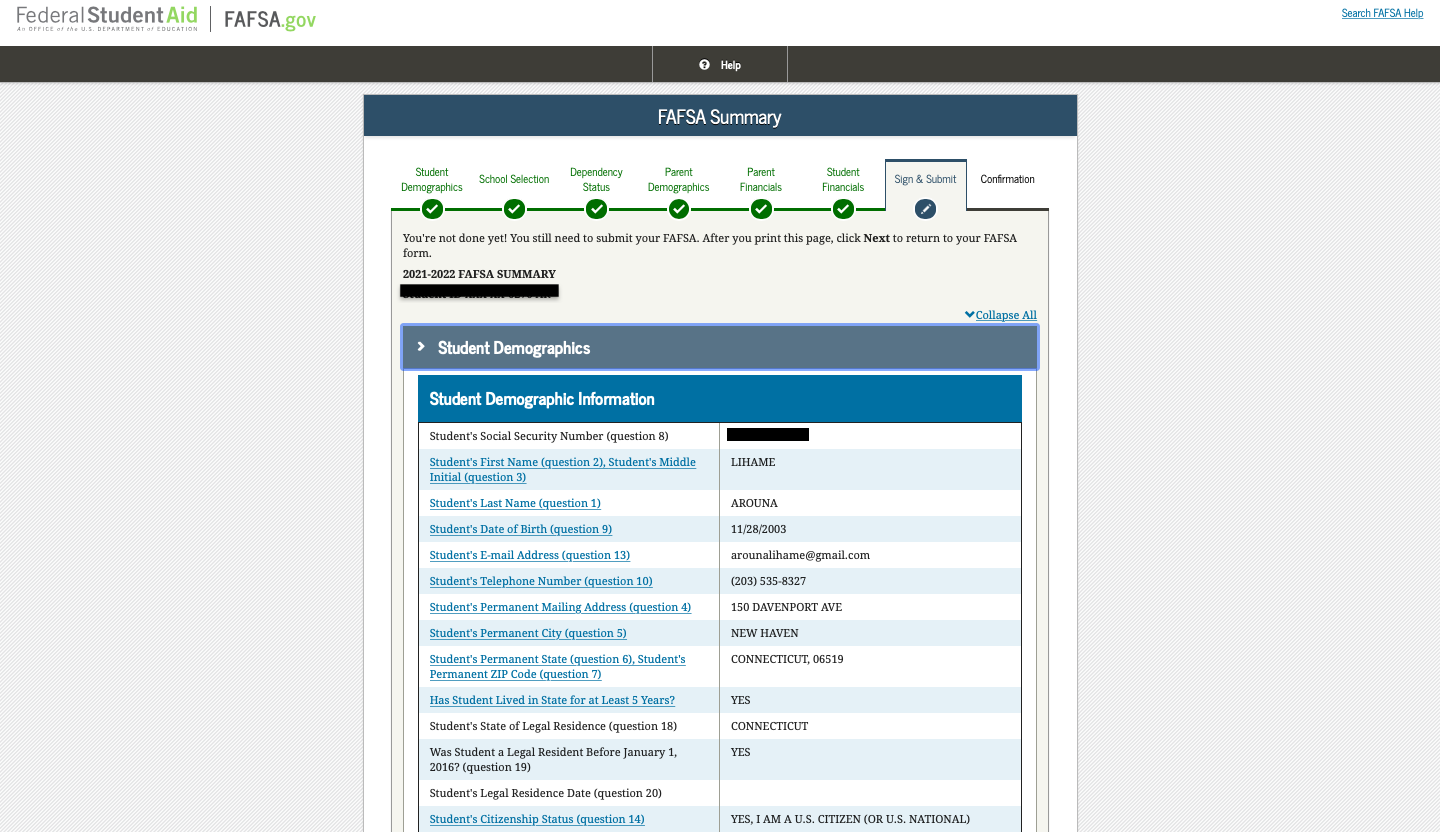 Federal Student Aid
An OFFICE of the U.S. DEPARTMENT of EDUCATION
FAFSA.gov
Search FAFSA Help
Help
FAFSA Summary
Student Demographics
School Selection
Dependency Status
Parent Demographics
Parent Financials
Student Financials
Sign & Submit
Confirmation
You're not done yet! You still need to submit your FAFSA. After you print this page, click Next to return to your FAFSA
form.
2021-2022 FAFSA SUMMARY
Collapse All
Student Demographics
Student Demographic Information
Student's Social Security Number (question 8)
Student's First Name (question 2), Student's Middle
Initial (question 3)
LIHAME
Student's Last Name (question 1)
AROUNA
Student's Date of Birth (question 9)
11/28/2003
Student's E-mail Address (question 13)
arounalihame@gmail.com
Student's Telephone Number (question 10)
(203) 535-8327
Student's Permanent Mailing Address (question 4)
150 DAVENPORT AVE
Student's Permanent City (question 5)
NEW HAVEN
Student's Permanent State (question 6), Student's
Permanent ZIP Code (question 7)
CONNECTICUT, 06519
Has Student Lived in State for at Least 5 Years?
YES
Student's State of Legal Residence (question 18)
CONNECTICUT
Was Student a Legal Resident Before January 1,
2016? (question 19)
YES
Student's Legal Residence Date (question 20)
Student's Citizenship Status (question 14)
YES, I AM A U.S. CITIZEN (OR U.S. NATIONAL)